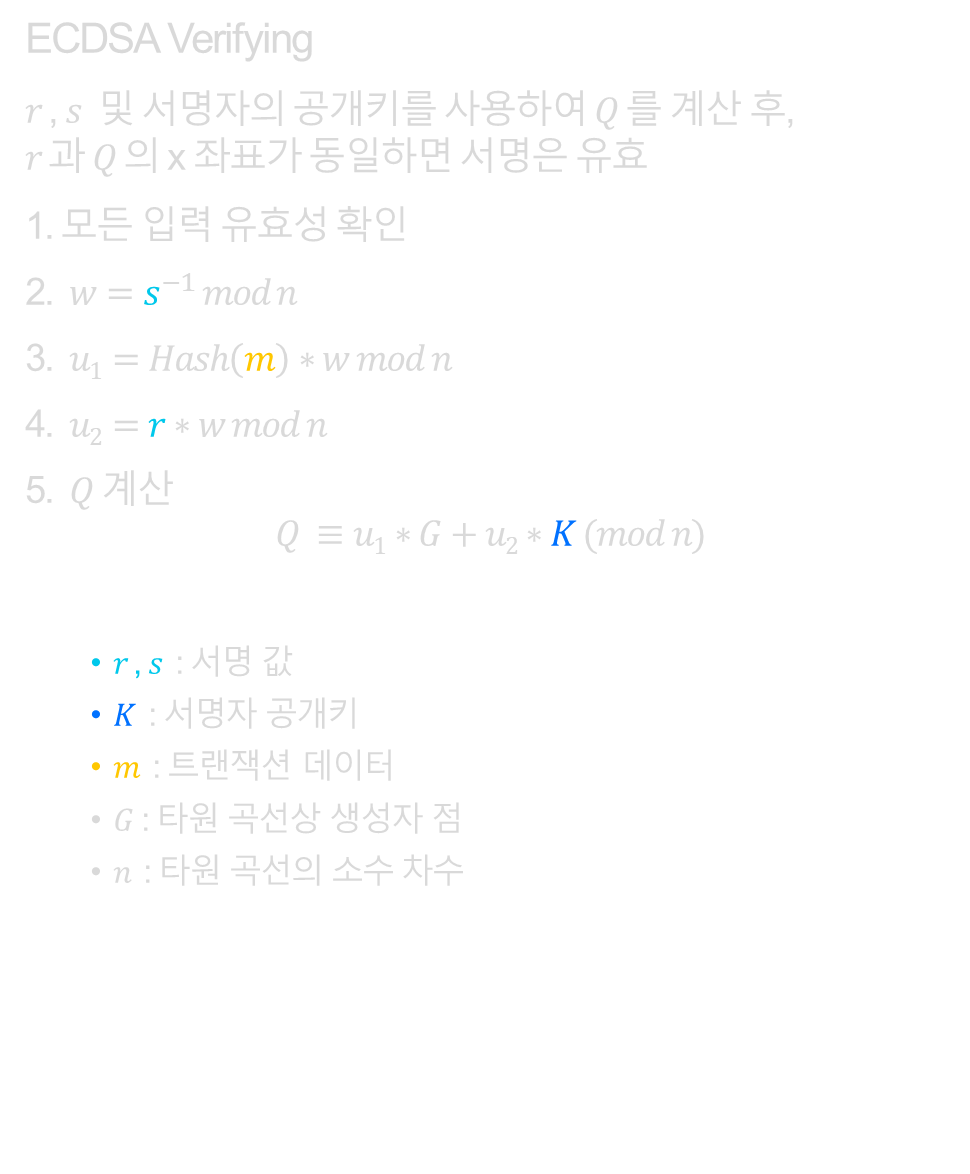 ECDSA Verifying
r , s 및 서명자의 공개키를 사용하여 Q 를 계산 후,
r 과 Q 의 x 좌표가 동일하면 서명은 유효
1. 모든 입력 유효성 확인
2. w = s⁻¹ mod n
3. u₁ = Hash(m) ∗ w mod n
4. u₂ = r ∗ w mod n
5. Q 계산
Q ≡ u₁ ∗ G + u₂ ∗ K (mod n)
• r , s : 서명 값
• K : 서명자 공개키
• m : 트랜잭션 데이터
• G : 타원 곡선상 생성자 점
• n : 타원 곡선의 소수 차수